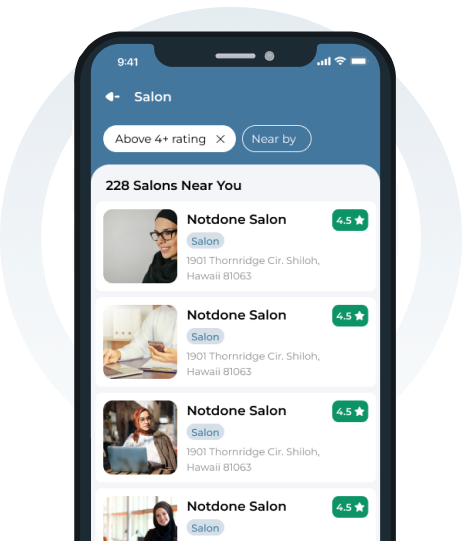 9:41
Salon
Above 4+ rating ×
Near by
228 Salons Near You
Notdone Salon 4.5
Salon
1901 Thornridge Cir. Shiloh,
Hawaii 81063
Notdone Salon 4.5
Salon
1901 Thornridge Cir. Shiloh,
Hawaii 81063
Notdone Salon 4.5
Salon
1901 Thornridge Cir. Shiloh,
Hawaii 81063
Notdone Salon 4.5
Salon